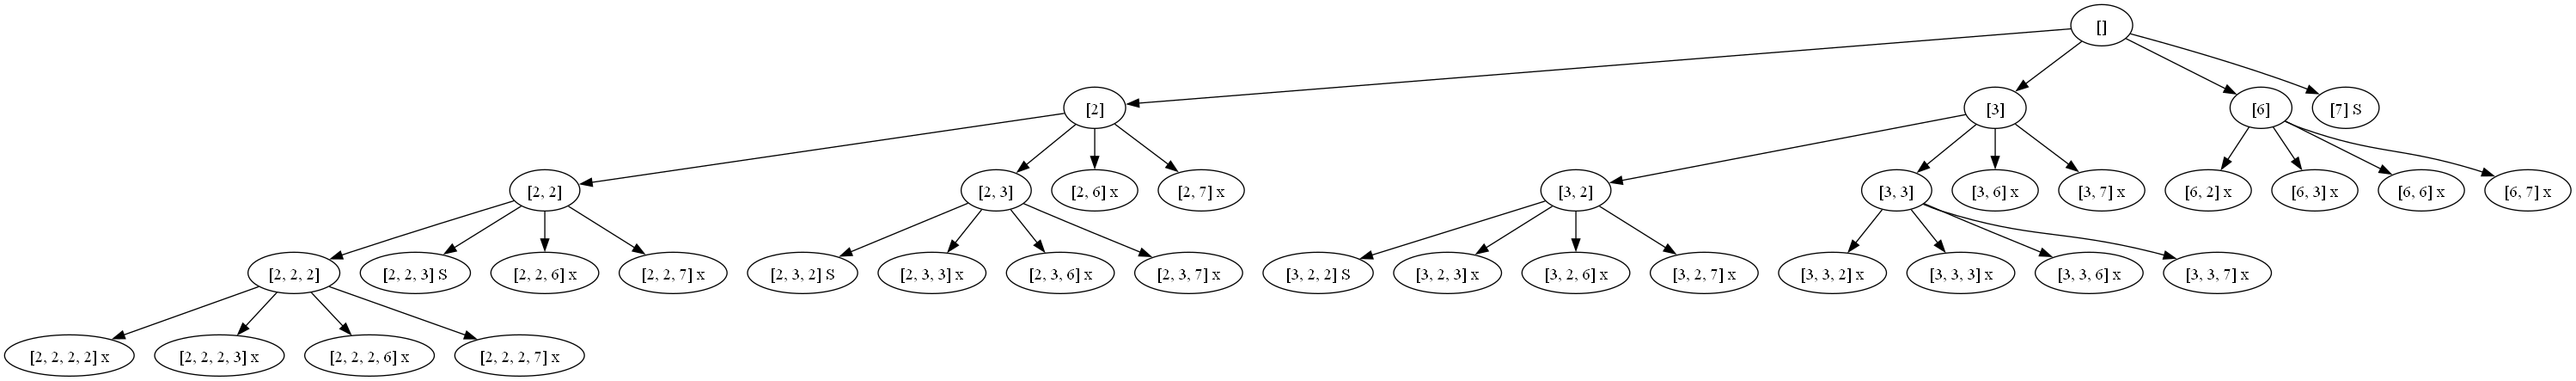 []
[2]
[3]
[6]
[7] S
[2, 2]
[2, 3]
[2, 6] x
[2, 7] x
[3, 2]
[3, 3]
[3, 6] x
[3, 7] x
[6, 2] x
[6, 3] x
[6, 6] x
[6, 7] x
[2, 2, 2]
[2, 2, 3] S
[2, 2, 6] x
[2, 2, 7] x
[2, 3, 2] S
[2, 3, 3] x
[2, 3, 6] x
[2, 3, 7] x
[3, 2, 2] S
[3, 2, 3] x
[3, 2, 6] x
[3, 2, 7] x
[3, 3, 2] x
[3, 3, 3] x
[3, 3, 6] x
[3, 3, 7] x
[2, 2, 2, 2] x
[2, 2, 2, 3] x
[2, 2, 2, 6] x
[2, 2, 2, 7] x